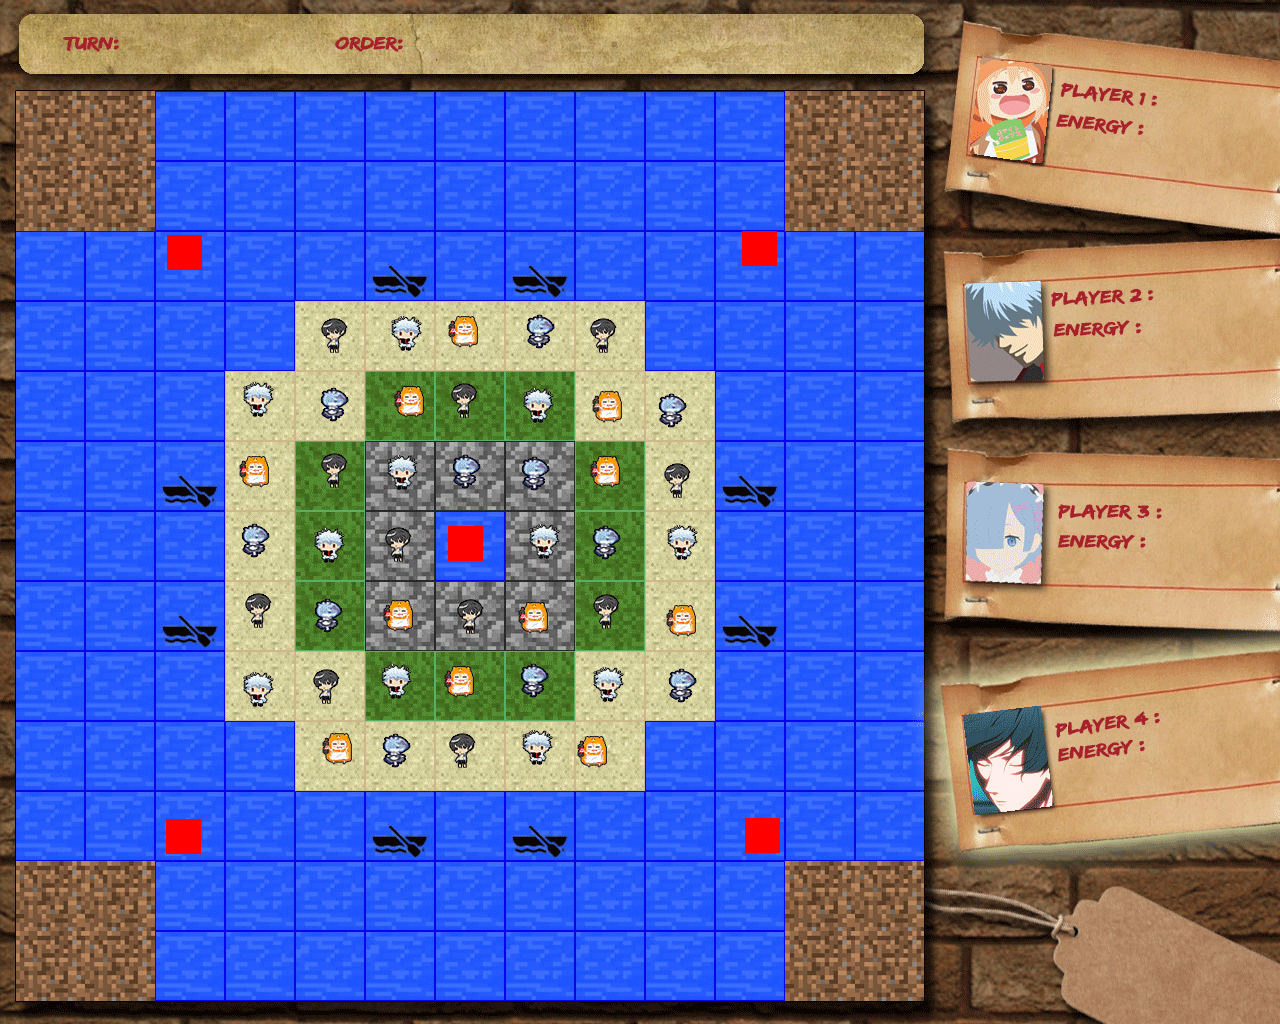 TURN:
ORDER:
PLAYER 1 :
ENERGY :
PLAYER 2 :
ENERGY :
PLAYER 3 :
ENERGY :
PLAYER 4 :
ENERGY :